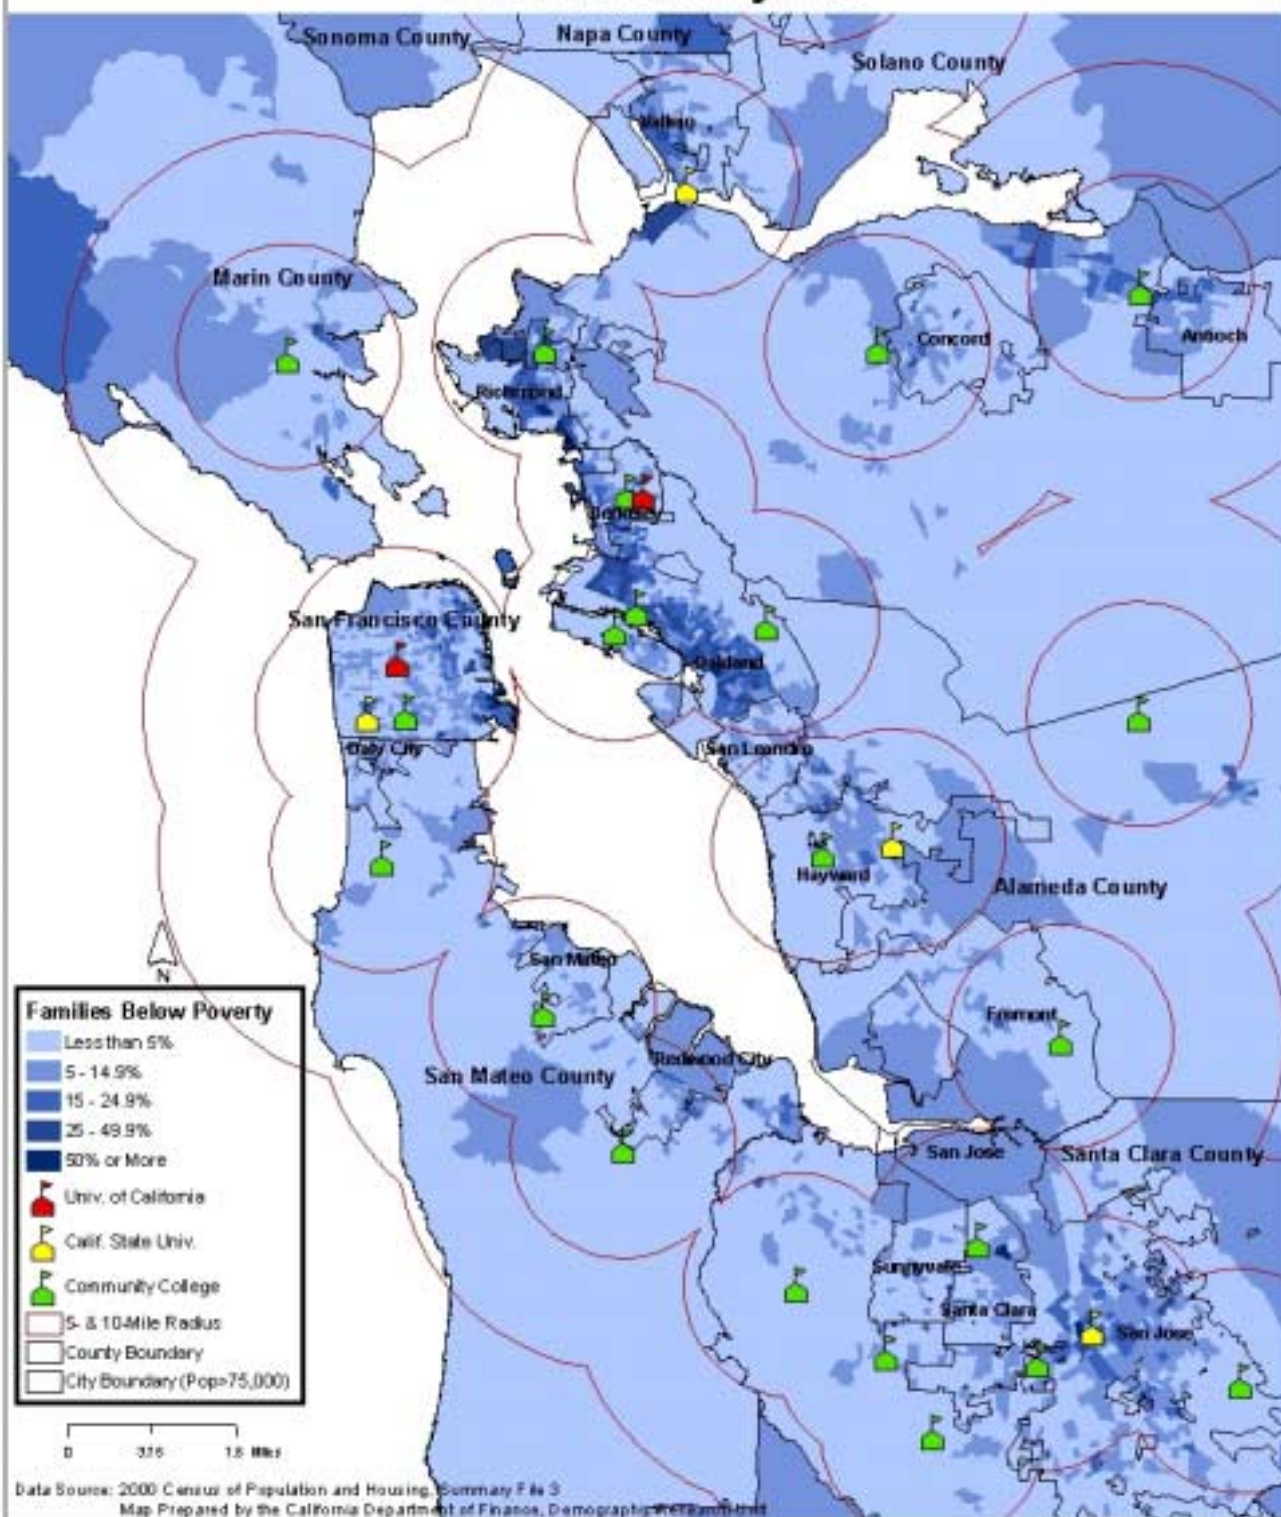 Sonoma County
Napa County
Solano County
Vallejo
Marin County
Concord
Antioch
Richmond
Berkeley
San Francisco County
Oakland
Daly City
San Leandro
Hayward
Alameda County
N
San Mateo
Fremont
Families Below Poverty
Less than 5%
5 - 14.9%
15 - 24.9%
25 - 49.9%
50% or More
Univ. of California
Calif. State Univ.
Community College
5- & 10-Mile Radius
County Boundary
City Boundary (Pop>75,000)
Redwood City
San Mateo County
San Jose
Santa Clara County
Sunnyvale
Santa Clara
San Jose
0
Miles
Data Source: 2000 Census of Population and Housing, Summary File 3
Map Prepared by the California Department of Finance, Demographic Research Unit